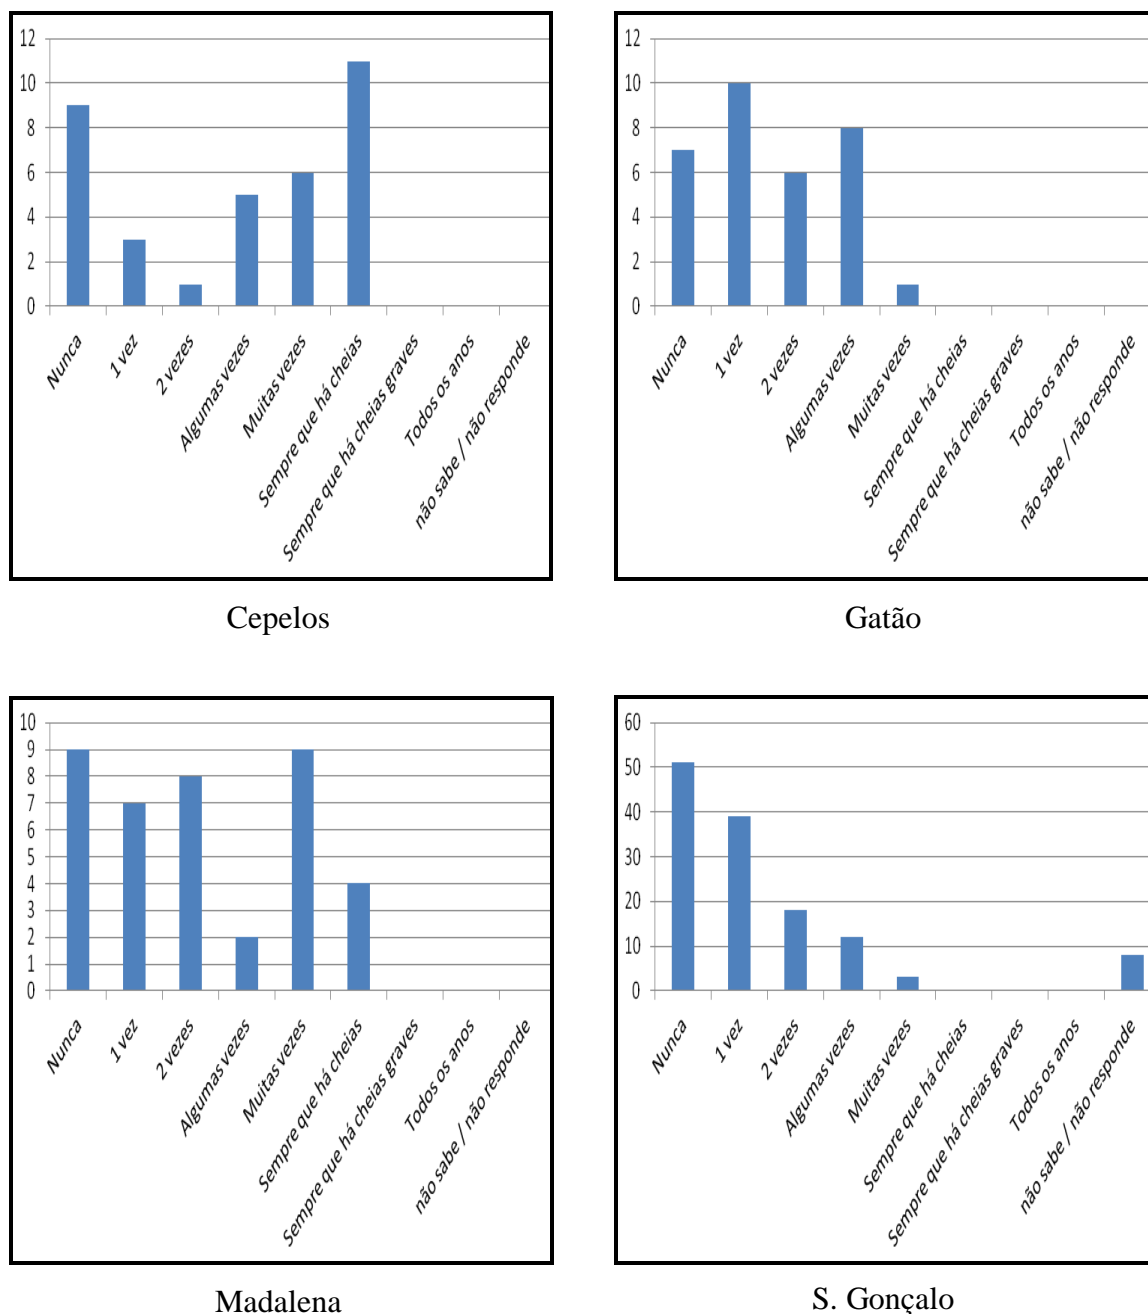 12
10
8
6
4
2
0
Nunca
1 vez
2 vezes
Algumas vezes
Muitas vezes
Sempre que há cheias
Sempre que há cheias graves
Todos os anos
não sabe / não responde
Cepelos
12
10
8
6
4
2
0
Nunca
1 vez
2 vezes
Algumas vezes
Muitas vezes
Sempre que há cheias
Sempre que há cheias graves
Todos os anos
não sabe / não responde
Gatão
10
9
8
7
6
5
4
3
2
1
0
Nunca
1 vez
2 vezes
Algumas vezes
Muitas vezes
Sempre que há cheias
Sempre que há cheias graves
Todos os anos
não sabe / não responde
Madalena
60
50
40
30
20
10
0
Nunca
1 vez
2 vezes
Algumas vezes
Muitas vezes
Sempre que há cheias
Sempre que há cheias graves
Todos os anos
não sabe / não responde
S. Gonçalo